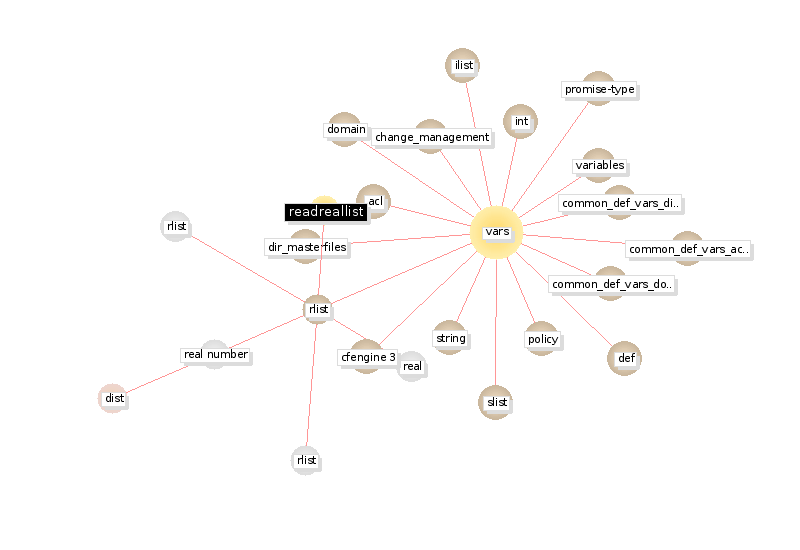 ilist
promise-type
int
domain
change_management
variables
acl
common_def_vars_di..
readreallist
rlist
vars
dir_masterfiles
common_def_vars_ac..
common_def_vars_do..
rlist
string
policy
real number
cfengine 3
def
real
dist
slist
rlist